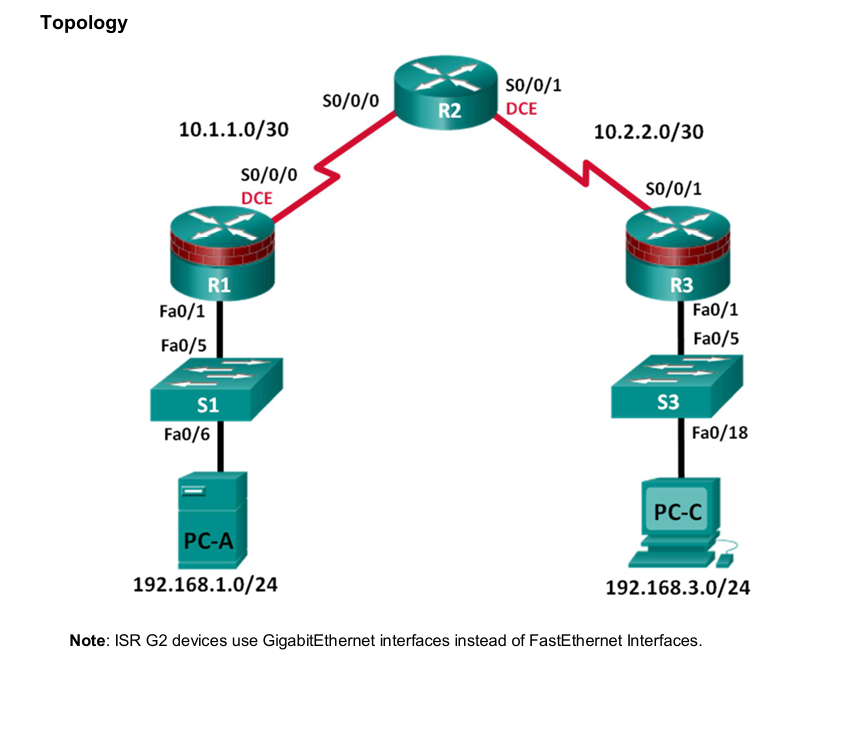 Topology
R2
S0/0/0
S0/0/1
DCE
10.1.1.0/30
10.2.2.0/30
S0/0/0
DCE
S0/0/1
R1
R3
Fa0/1
Fa0/1
Fa0/5
Fa0/5
S1
S3
Fa0/6
Fa0/18
PC-A
PC-C
192.168.1.0/24
192.168.3.0/24
Note: ISR G2 devices use GigabitEthernet interfaces instead of FastEthernet Interfaces.